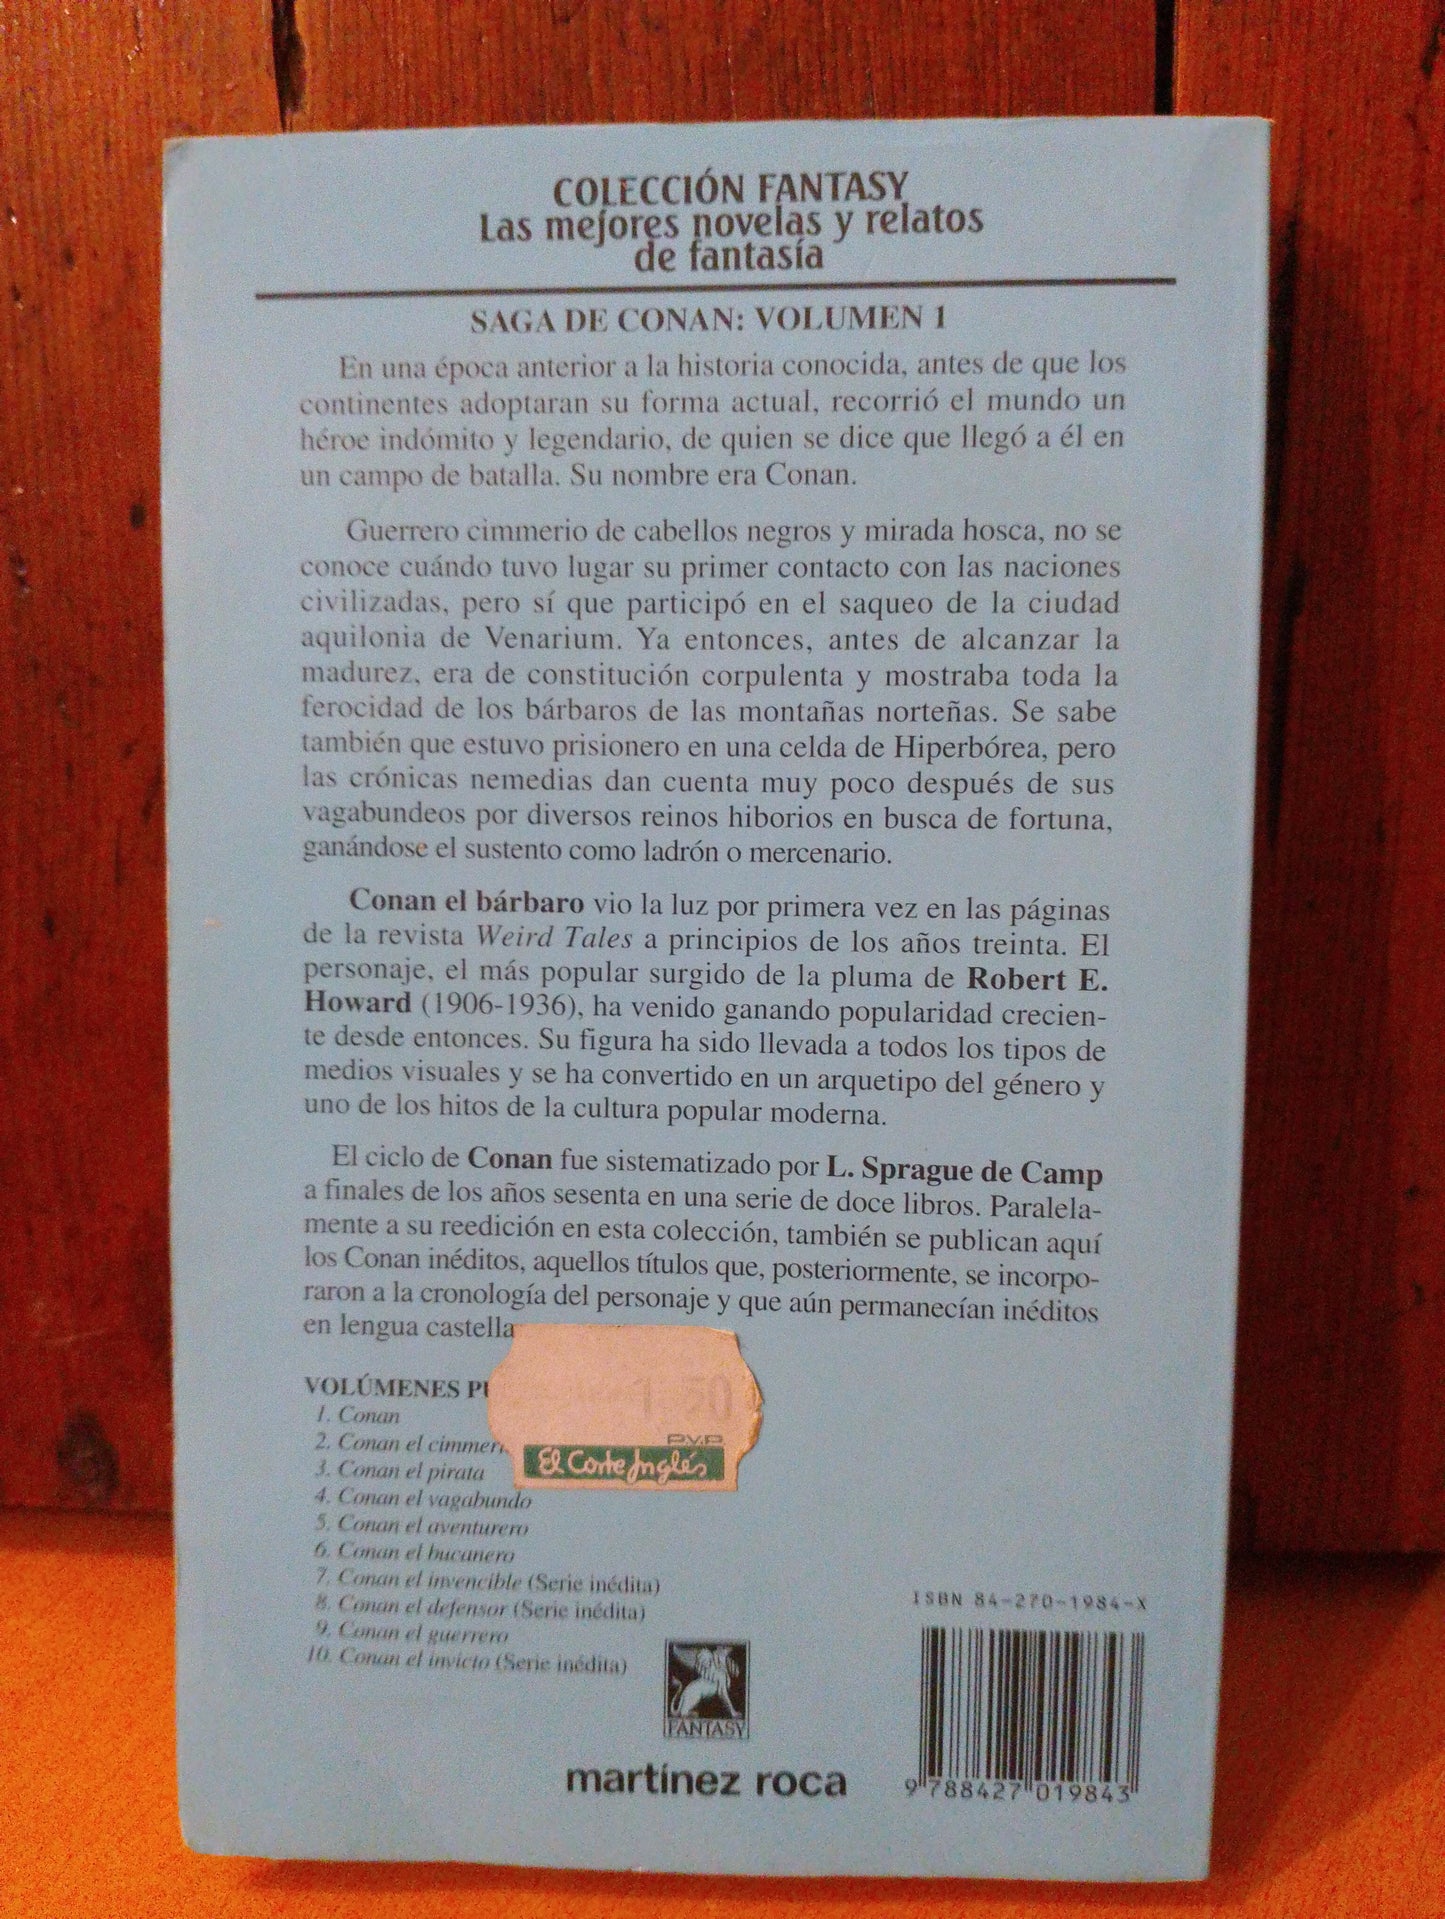 COLECCIÓN FANTASY
Las mejores novelas y relatos
de fantasía
SAGA DE CONAN: VOLUMEN 1
En una época anterior a la historia conocida, antes de que los
continentes adoptaran su forma actual, recorrió el mundo un
héroe indómito y legendario, de quien se dice que llegó a él en
un campo de batalla. Su nombre era Conan.
Guerrero cimmerio de cabellos negros y mirada hosca, no se
conoce cuándo tuvo lugar su primer contacto con las naciones
civilizadas, pero sí que participó en el saqueo de la ciudad
aquilonia de Venarium. Ya entonces, antes de alcanzar la
madurez, era de constitución corpulenta y mostraba toda la
ferocidad de los bárbaros de las montañas norteñas. Se sabe
también que estuvo prisionero en una celda de Hiperbórea, pero
las crónicas nemedias dan cuenta muy poco después de sus
vagabundeos por diversos reinos hiborios en busca de fortuna,
ganándose el sustento como ladrón o mercenario.
Conan el bárbaro vio la luz por primera vez en las páginas
de la revista Weird Tales a principios de los años treinta. El
personaje, el más popular surgido de la pluma de Robert E.
Howard (1906-1936), ha venido ganando popularidad crecien-
te desde entonces. Su figura ha sido llevada a todos los tipos de
medios visuales y se ha convertido en un arquetipo del género y
uno de los hitos de la cultura popular moderna.
El ciclo de Conan fue sistematizado por L. Sprague de Camp
a finales de los años sesenta en una serie de doce libros. Paralela-
mente a su reedición en esta colección, también se publican aquí
los Conan inéditos, aquellos títulos que, posteriormente, se incorpo-
raron a la cronología del personaje y que aún permanecían inéditos
en lengua castella
VOLÚMENES
1. Conan
2. Conan el cimmeri
3. Conan el pirata
P.V.P
El Corte Inglés
4. Conan el vagabundo
5. Conan el aventurero
6. Conan el bucanero
7. Conan el invencible (Serie inédita)
8. Conan el defensor (Serie inédita)
9. Conan el guerrero
10. Conan el invicto (Serie inédita)
ISBN 84-270-1984-X
FANTASY
martínez roca
9 788427 019843